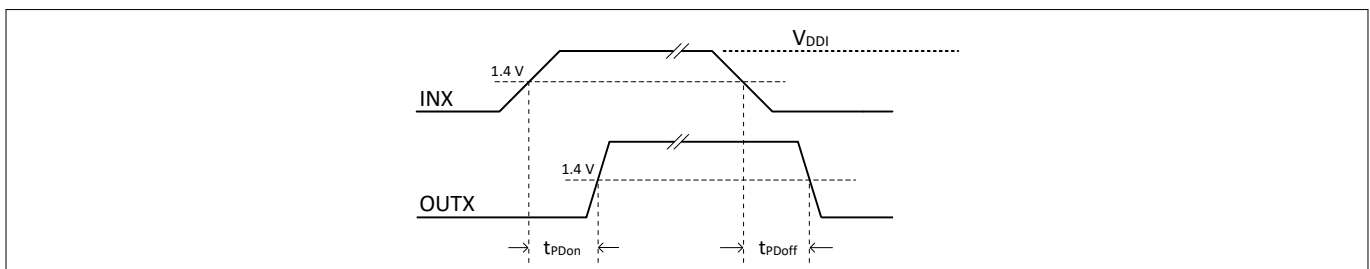 VDDI
1.4 V
INX
1.4 V
OUTX
tPDon
tPDoff